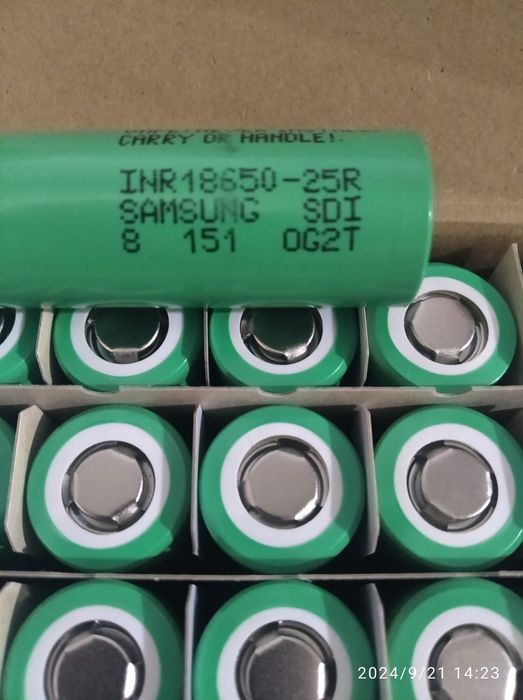 CARRY OR HANDLE!.
INR18650-25R
SAMSUNG SDI
8 151 OG2T
2024/9/21 14:23